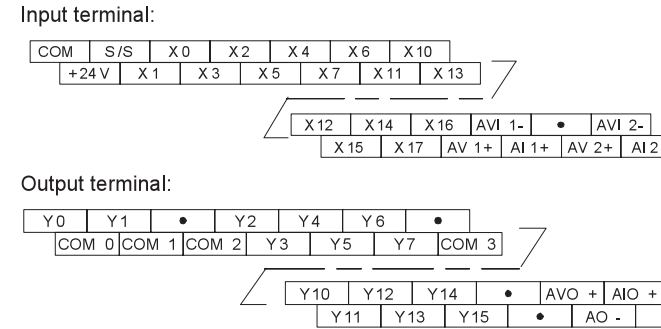 Input terminal:
COM S/S X0 X2 X4 X6 X10
+24V X1 X3 X5 X7 X11 X13
X12 X14 X16 AVI 1- • AVI 2-
X15 X17 AV 1+ AI 1+ AV 2+ AI 2
Output terminal:
Y0 Y1 • Y2 Y4 Y6 •
COM 0 COM 1 COM 2 Y3 Y5 Y7 COM 3
Y10 Y12 Y14 • AVO + AIO +
Y11 Y13 Y15 • AO -